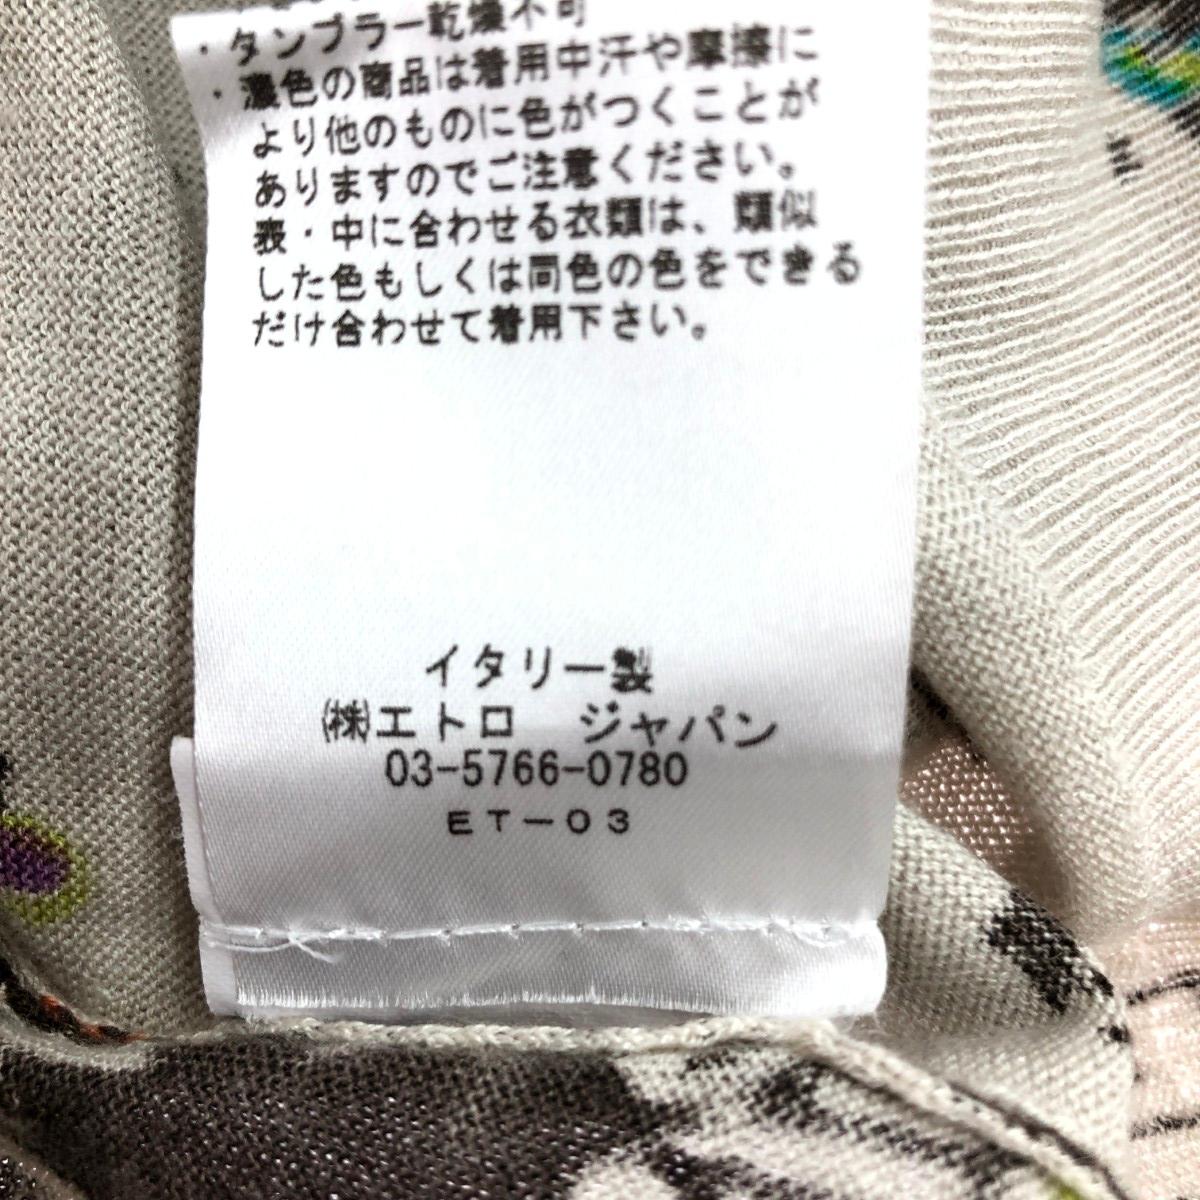 ・タンブラー乾燥不可
・濃色の商品は着用中汗や摩擦に
より他のものに色がつくことが
ありますのでご注意ください。
表・中に合わせる衣類は、類似
した色もしくは同色の色をできる
だけ合わせて着用下さい。
イタリー製
㈱エトロ　ジャパン
03-5766-0780
ET-03